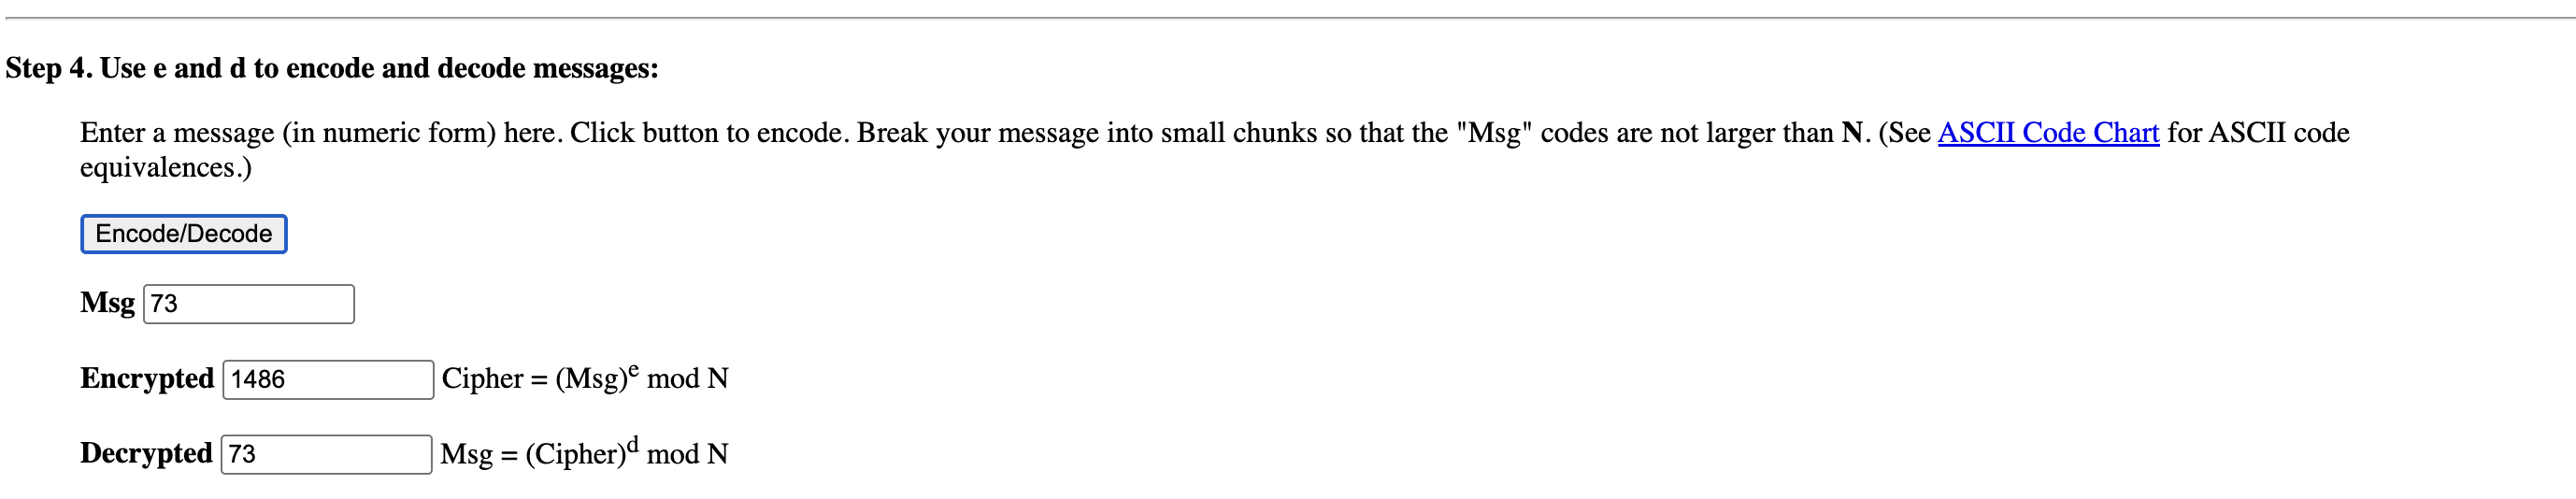 Step 4. Use e and d to encode and decode messages:
Enter a message (in numeric form) here. Click button to encode. Break your message into small chunks so that the "Msg" codes are not larger than N. (See ASCII Code Chart for ASCII code
equivalences.)
Encode/Decode
Msg 73
Encrypted 1486 Cipher = (Msg)^e mod N
Decrypted 73 Msg = (Cipher)^d mod N